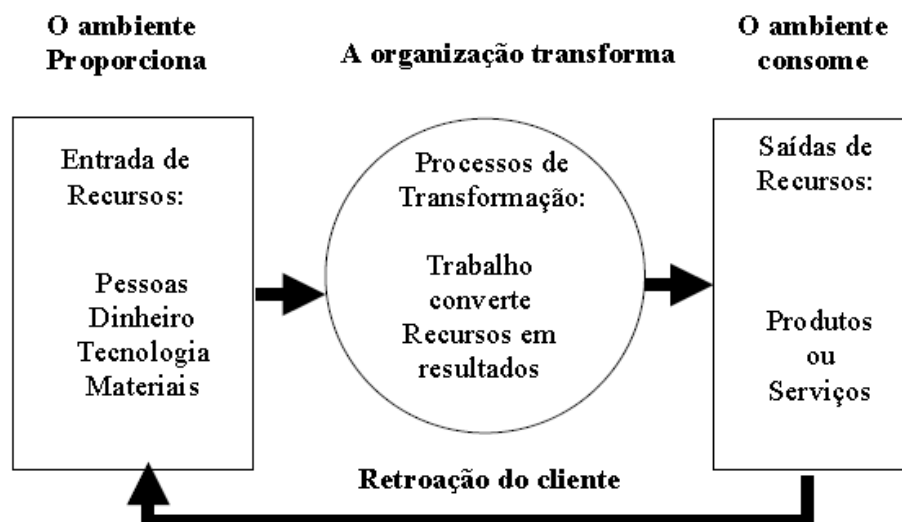 O ambiente
Proporciona
A organização transforma
O ambiente
consome
Entrada de
Recursos:
Pessoas
Dinheiro
Tecnologia
Materiais
Processos de
Transformação:
Trabalho
converte
Recursos em
resultados
Saídas de
Recursos:
Produtos
ou
Serviços
Retroação do cliente